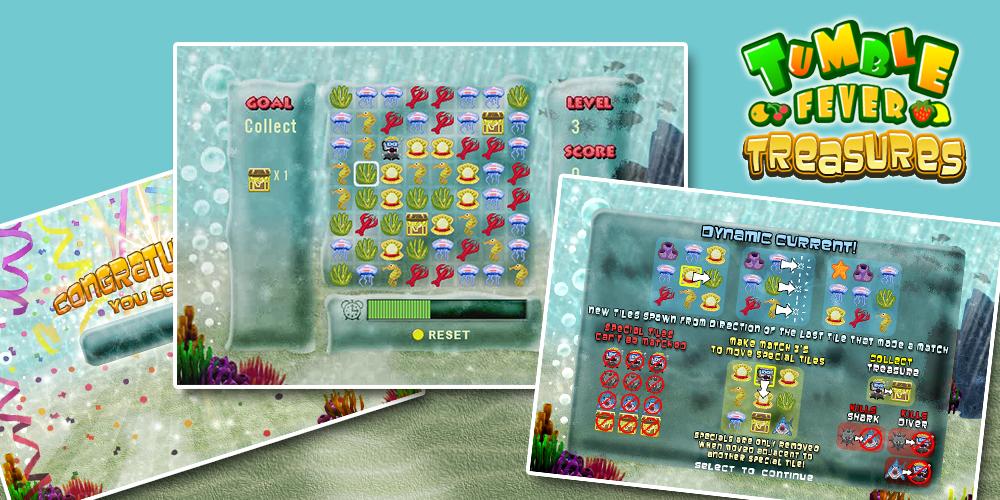 TUMBLE
FEVER
TREASURES
GOAL
Collect
X 1
LEVEL
3
SCORE
RESET
DYNAMIC CURRENT!
NEW TILES SPAWN FROM DIRECTION OF THE LAST TILE THAT MADE A MATCH
SPECIAL TILES
CAN'T BE MATCHED
MAKE MATCH 3'S
TO MOVE SPECIAL TILES
COLLECT
TREASURE
KILLS
SHARK
KILLS
DIVER
SPECIALS ARE ONLY REMOVED
WHEN MOVED ADJACENT TO
ANOTHER SPECIAL TILE!
SELECT TO CONTINUE
YOU